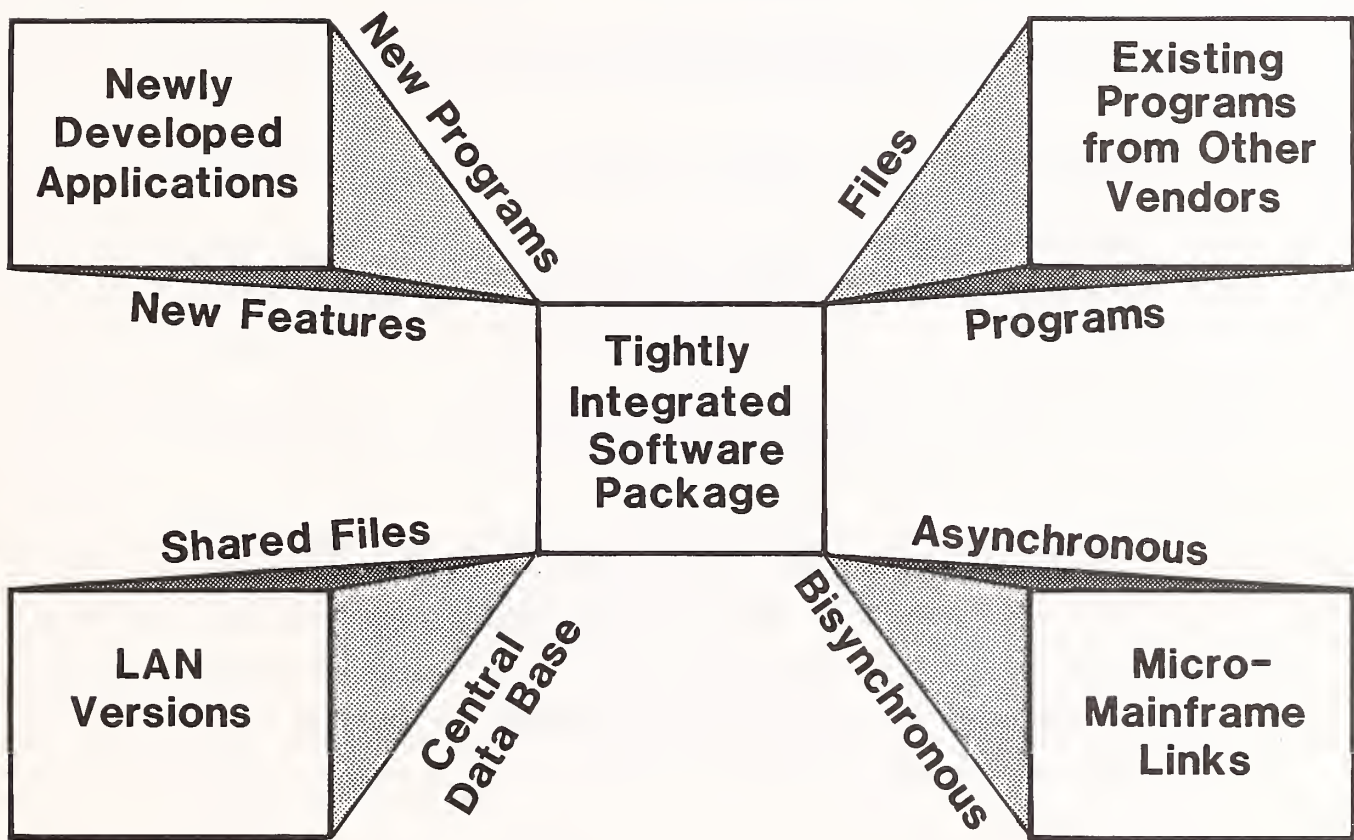 Newly
Developed
Applications
New Programs
New Features
Existing
Programs
from Other
Vendors
Files
Programs
Tightly
Integrated
Software
Package
Shared Files
LAN
Versions
Central
Data Base
Asynchronous
Bisynchronous
Micro-
Mainframe
Links